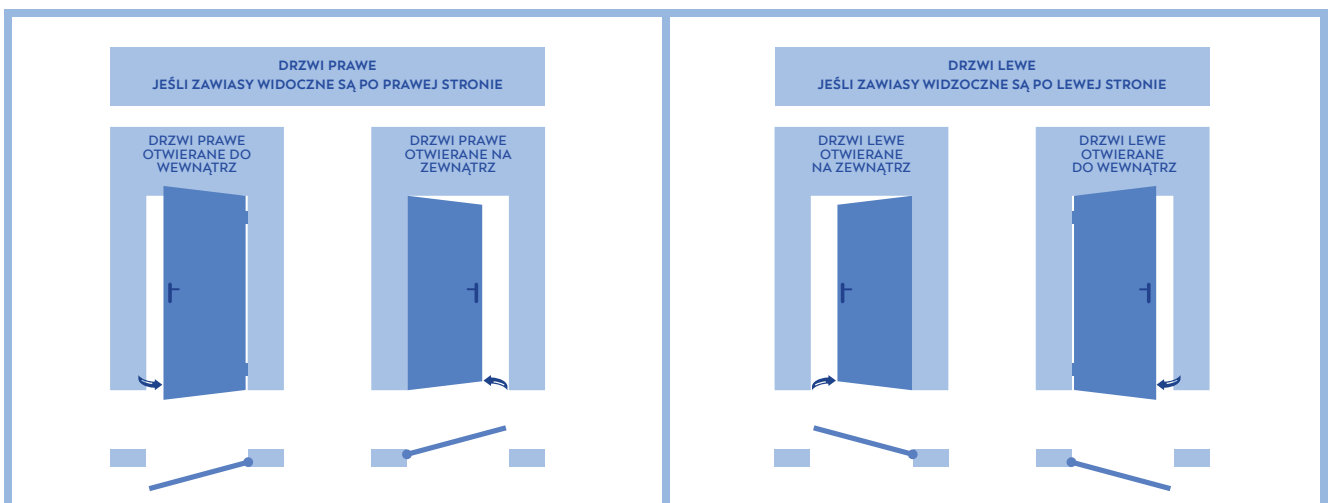 DRZWI PRAWE
JEŚLI ZAWIASY WIDOCZNE SĄ PO PRAWEJ STRONIE
DRZWI PRAWE
OTWIERANE DO
WEWNĄTRZ
DRZWI PRAWE
OTWIERANE NA
ZEWNĄTRZ
DRZWI LEWE
JEŚLI ZAWIASY WIDZOCZNE SĄ PO LEWEJ STRONIE
DRZWI LEWE
OTWIERANE
NA ZEWNĄTRZ
DRZWI LEWE
OTWIERANE
DO WEWNĄTRZ